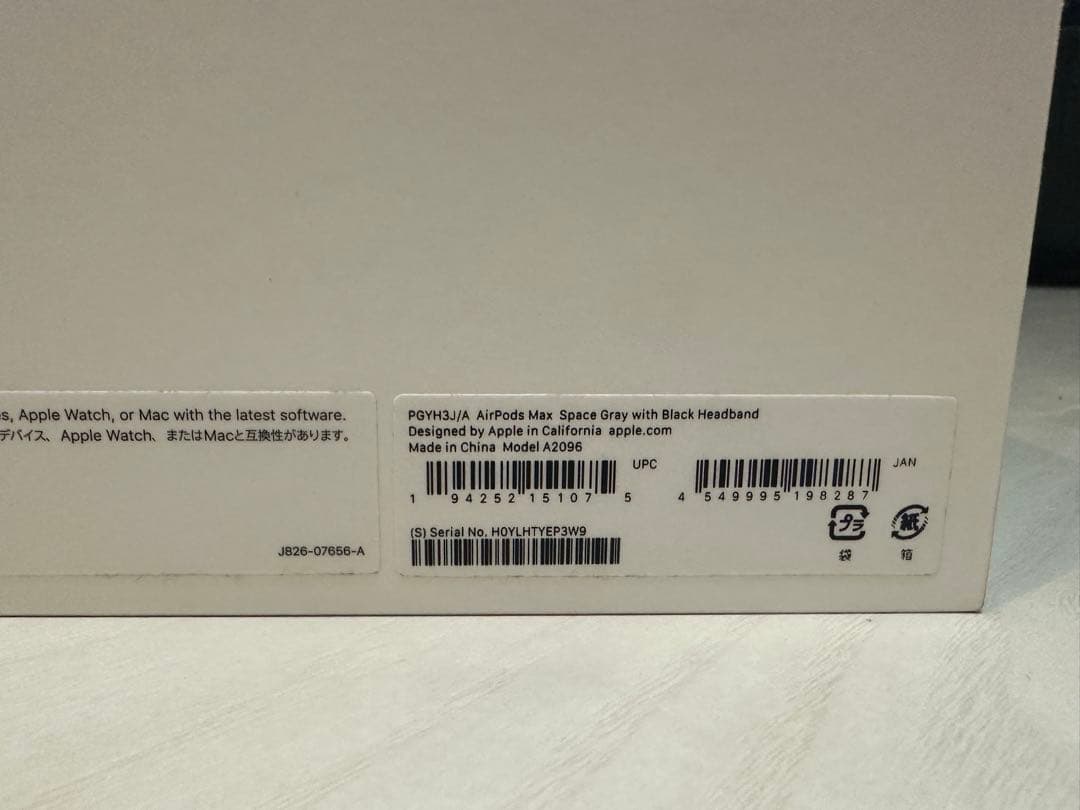 s, Apple Watch, or Mac with the latest software.
デバイス、Apple Watch、またはMacと互換性があります。
J826-07656-A
PGYH3J/A AirPods Max Space Gray with Black Headband
Designed by Apple in California apple.com
Made in China Model A2096
UPC
1 94252 15107 5
JAN
4 549995 198287
(S) Serial No. H0YLHTYEP3W9
プラ
袋
紙
箱